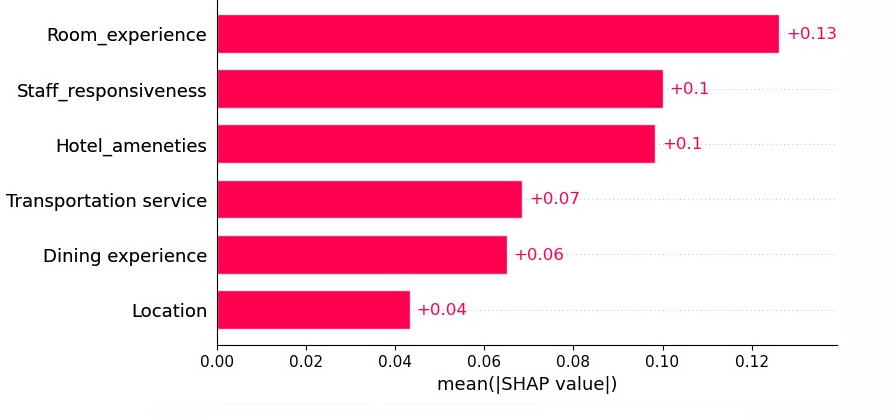 Room_experience +0.13
Staff_responsiveness +0.1
Hotel_ameneties +0.1
Transportation service +0.07
Dining experience +0.06
Location +0.04
0.00 0.02 0.04 0.06 0.08 0.10 0.12
mean(|SHAP value|)